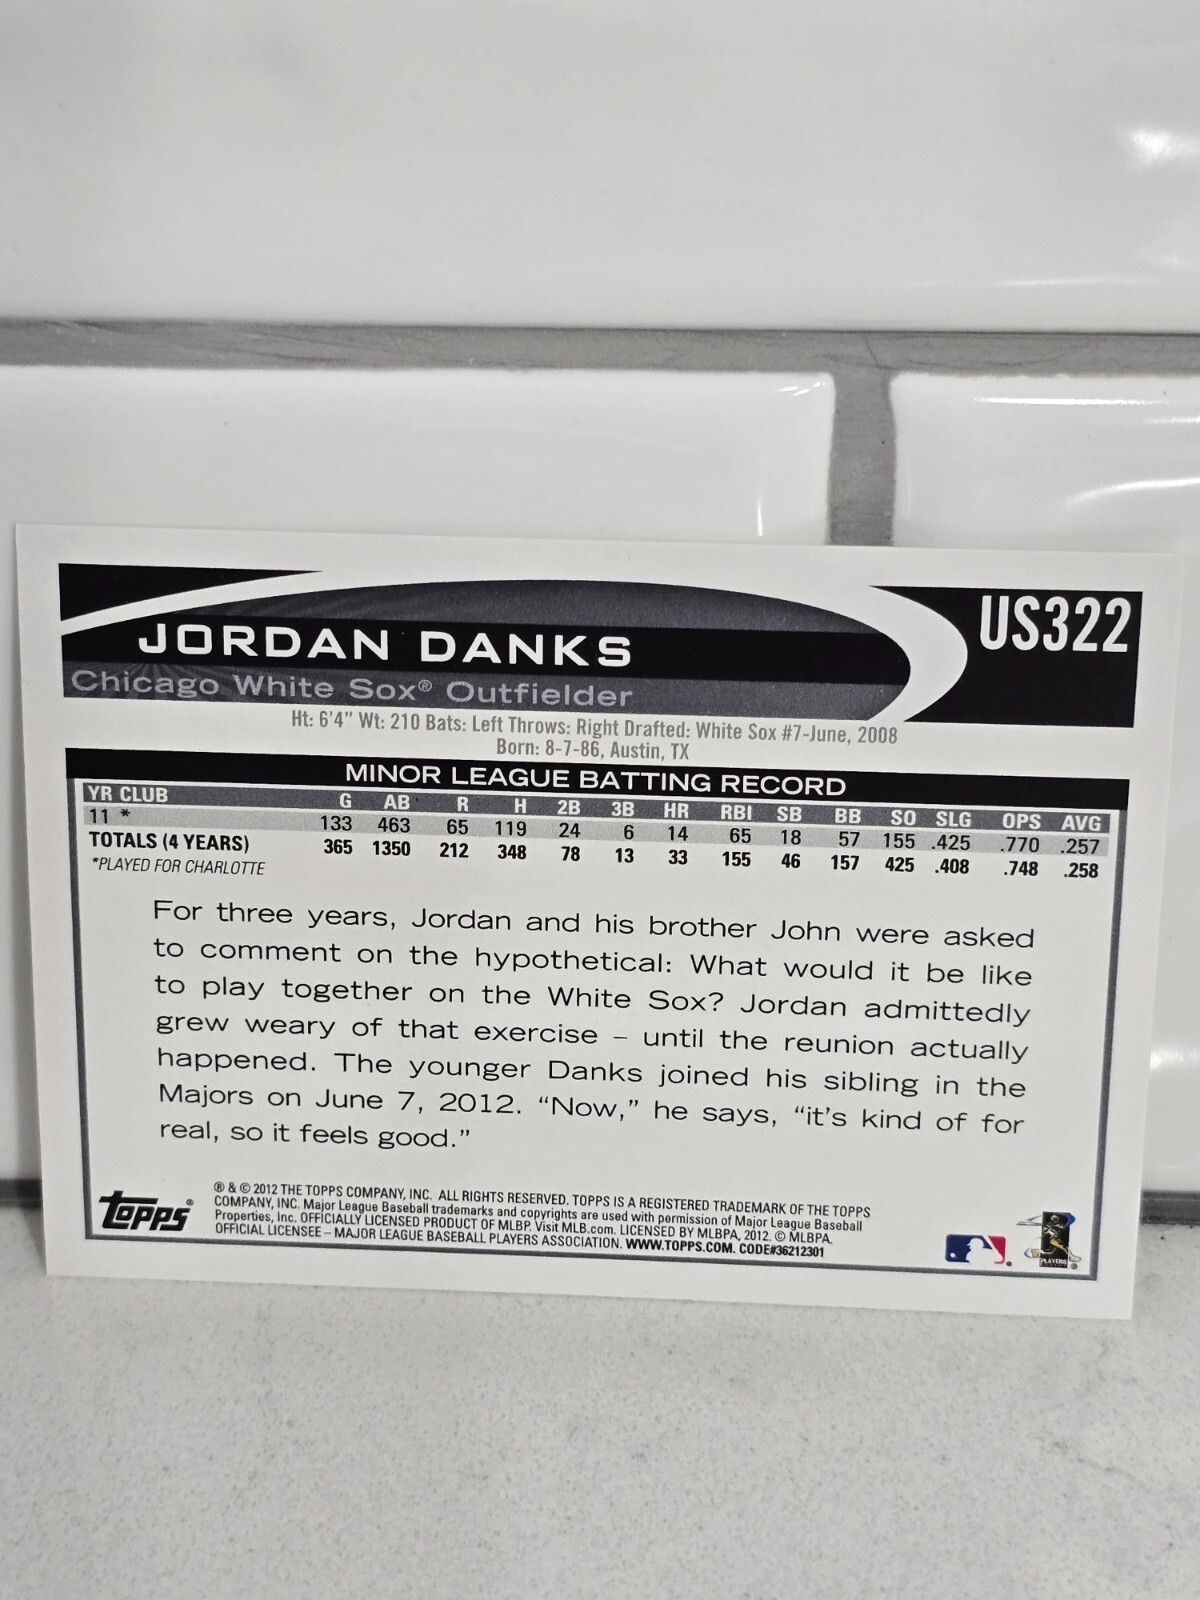 US322
JORDAN DANKS
Chicago White Sox® Outfielder
Ht: 6'4" Wt: 210 Bats: Left Throws: Right Drafted: White Sox #7-June, 2008
Born: 8-7-86, Austin, TX
MINOR LEAGUE BATTING RECORD
YR CLUB G AB R H 2B 3B HR RBI SB BB SO SLG OPS AVG
11 * 133 463 65 119 24 6 14 65 18 57 155 .425 .770 .257
TOTALS (4 YEARS) 365 1350 212 348 78 13 33 155 46 157 425 .408 .748 .258
*PLAYED FOR CHARLOTTE
For three years, Jordan and his brother John were asked
to comment on the hypothetical: What would it be like
to play together on the White Sox? Jordan admittedly
grew weary of that exercise – until the reunion actually
happened. The younger Danks joined his sibling in the
Majors on June 7, 2012. “Now,” he says, “it's kind of for
real, so it feels good.”
Topps®
® & © 2012 THE TOPPS COMPANY, INC. ALL RIGHTS RESERVED. TOPPS IS A REGISTERED TRADEMARK OF THE TOPPS
COMPANY, INC. Major League Baseball trademarks and copyrights are used with permission of Major League Baseball
Properties, Inc. OFFICIALLY LICENSED PRODUCT OF MLBP. Visit MLB.com. LICENSED BY MLBPA, 2012. © MLBPA.
OFFICIAL LICENSEE – MAJOR LEAGUE BASEBALL PLAYERS ASSOCIATION. WWW.TOPPS.COM. CODE#36212301
PLAYERS